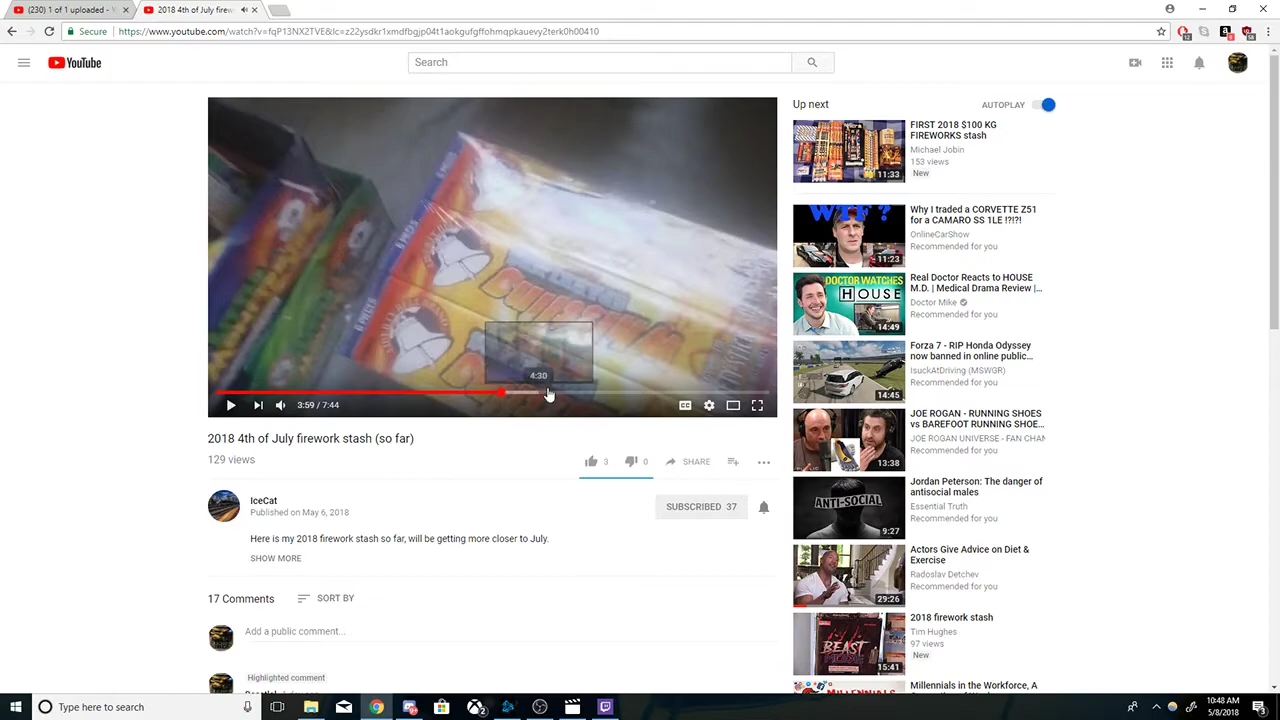 (230) 1 of 1 uploaded - Y
2018 4th of July firew
Secure
https://www.youtube.com/watch?v=fqP13NX2TVE&lc=z22ysdkr1xmdfbgjp04t1aokgufgffohmqpkauevy2terk0h00410
YouTube
Search
4:30
3:59 / 7:44
CC
2018 4th of July firework stash (so far)
129 views
3
0
SHARE
IceCat
Published on May 6, 2018
SUBSCRIBED 37
Here is my 2018 firework stash so far, will be getting more closer to July.
SHOW MORE
17 Comments
SORT BY
Add a public comment...
Highlighted comment
Up next
AUTOPLAY
FIRST 2018 $100 KG
FIREWORKS stash
Michael Jobin
153 views
New
11:33
WTF ?
Why I traded a CORVETTE Z51
for a CAMARO SS 1LE !?!?!
OnlineCarShow
Recommended for you
11:23
DOCTOR WATCHES
HOUSE
Real Doctor Reacts to HOUSE
M.D. | Medical Drama Review |...
Doctor Mike
Recommended for you
14:49
Forza 7 - RIP Honda Odyssey
now banned in online public...
IsuckAtDriving (MSWGR)
Recommended for you
14:45
JOE ROGAN - RUNNING SHOES
vs BAREFOOT RUNNING SHOE...
JOE ROGAN UNIVERSE - FAN CHAN
Recommended for you
13:38
ANTI-SOCIAL
Jordan Peterson: The danger of
antisocial males
Essential Truth
Recommended for you
9:27
Actors Give Advice on Diet &
Exercise
Radoslav Detchev
Recommended for you
29:26
BEAST
2018 firework stash
Tim Hughes
97 views
New
15:41
MILLENNIALS
Millennials in the Workforce, A
Type here to search
10:48 AM
5/8/2018